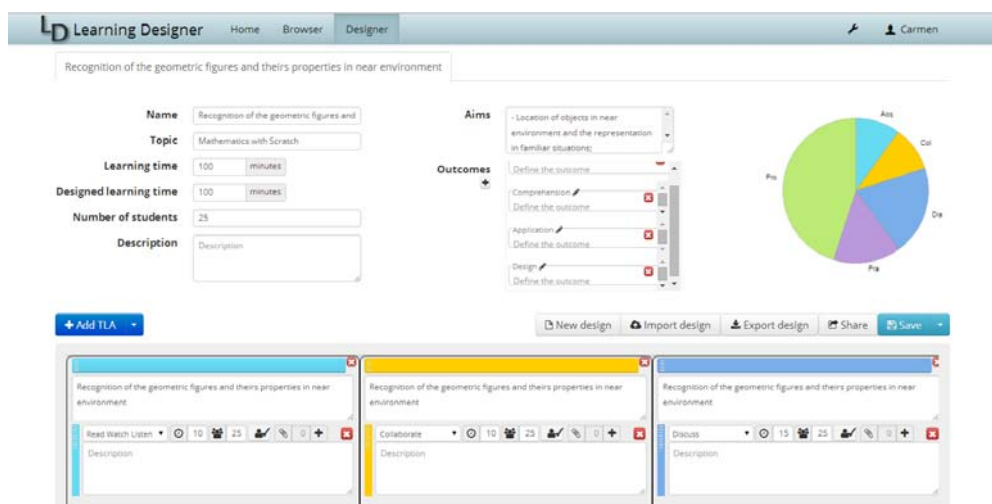 LD Learning Designer Home Browser Designer Carmen
Recognition of the geometric figures and theirs properties in near environment
Name Recognition of the geometric figures and
Topic Mathematics with Scratch
Learning time 100 minutes
Designed learning time 100 minutes
Number of students 25
Description Description
Aims - Location of objects in near
environment and the representation
in familiar situations;
Outcomes Define the outcome
Comprehension
Define the outcome
Application
Define the outcome
Design
Define the outcome
Ass
Col
Dis
Pra
Pro
+ Add TLA New design Import design Export design Share Save
Recognition of the geometric figures and theirs properties in near
environment
Read Watch Listen 10 25 0 +
Description
Recognition of the geometric figures and theirs properties in near
environment
Collaborate 10 25 0 +
Description
Recognition of the geometric figures and theirs properties in near
environment
Discuss 15 25 0 +
Description